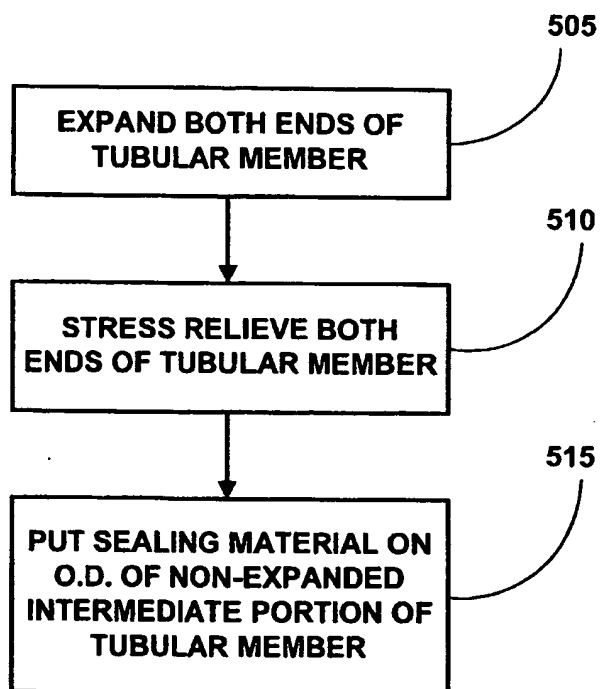 505
EXPAND BOTH ENDS OF
TUBULAR MEMBER
510
STRESS RELIEVE BOTH
ENDS OF TUBULAR MEMBER
515
PUT SEALING MATERIAL ON
O.D. OF NON-EXPANDED
INTERMEDIATE PORTION OF
TUBULAR MEMBER